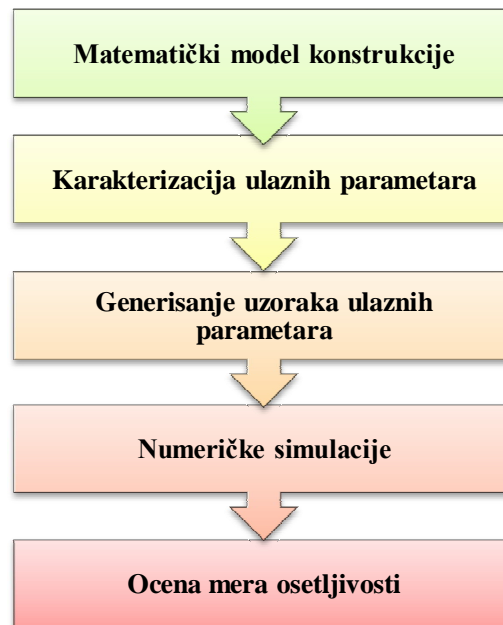 Matematički model konstrukcije
Karakterizacija ulaznih parametara
Generisanje uzoraka ulaznih
parametara
Numeričke simulacije
Ocena mera osetljivosti